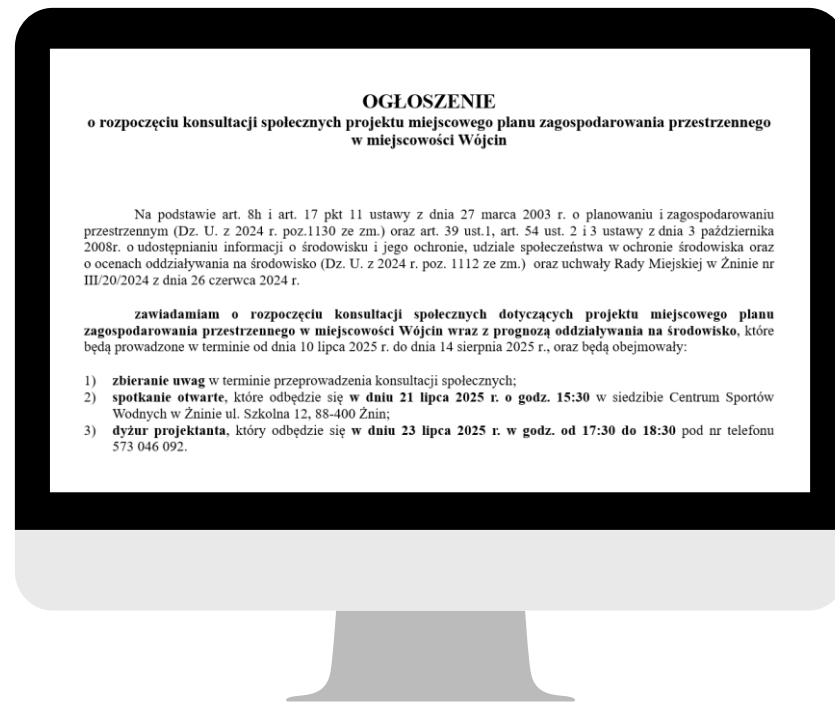 OGŁOSZENIE
o rozpoczęciu konsultacji społecznych projektu miejscowego planu zagospodarowania przestrzennego
w miejscowości Wójcin
Na podstawie art. 8h i art. 17 pkt 11 ustawy z dnia 27 marca 2003 r. o planowaniu i zagospodarowaniu
przestrzennym (Dz. U. z 2024 r. poz.1130 ze zm.) oraz art. 39 ust.1, art. 54 ust. 2 i 3 ustawy z dnia 3 października
2008r. o udostępnianiu informacji o środowisku i jego ochronie, udziale społeczeństwa w ochronie środowiska oraz
o ocenach oddziaływania na środowisko (Dz. U. z 2024 r. poz. 1112 ze zm.) oraz uchwały Rady Miejskiej w Żninie nr
III/20/2024 z dnia 26 czerwca 2024 r.
zawiadamiam o rozpoczęciu konsultacji społecznych dotyczących projektu miejscowego planu
zagospodarowania przestrzennego w miejscowości Wójcin wraz z prognozą oddziaływania na środowisko, które
będą prowadzone w terminie od dnia 10 lipca 2025 r. do dnia 14 sierpnia 2025 r., oraz będą obejmowały:
1) zbieranie uwag w terminie przeprowadzenia konsultacji społecznych;
2) spotkanie otwarte, które odbędzie się w dniu 21 lipca 2025 r. o godz. 15:30 w siedzibie Centrum Sportów
Wodnych w Żninie ul. Szkolna 12, 88-400 Żnin;
3) dyżur projektanta, który odbędzie się w dniu 23 lipca 2025 r. w godz. od 17:30 do 18:30 pod nr telefonu
573 046 092.